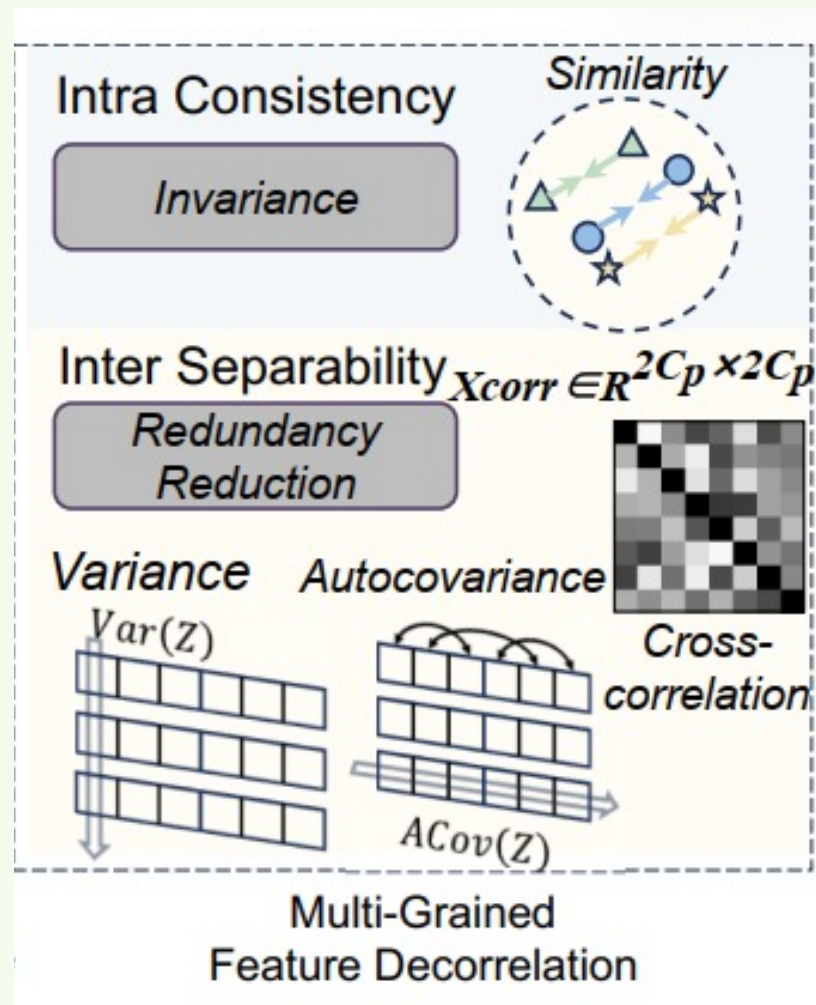 Intra Consistency
Similarity
Invariance
Inter Separability
Xcorr ∈R^{2Cp×2Cp}
Redundancy
Reduction
Variance
Autocovariance
Var(Z)
Cross-
correlation
ACov(Z)
Multi-Grained
Feature Decorrelation